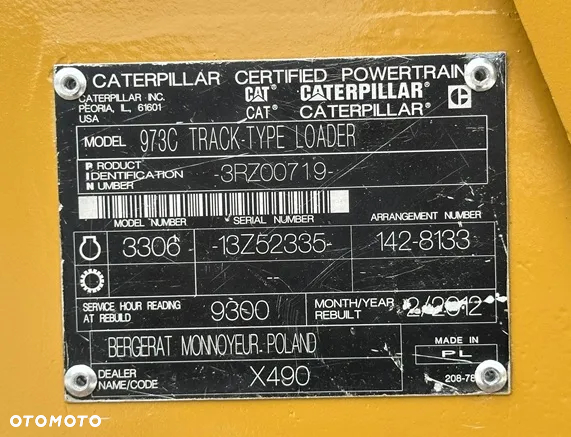 CATERPILLAR CERTIFIED POWERTRAIN
CATERPILLAR INC.
PEORIA, IL, 61601
USA
CAT CATERPILLAR
CAT® CATERPILLAR®
MODEL 973C TRACK-TYPE LOADER
PRODUCT
IDENTIFICATION
NUMBER
-3RZ00719-
MODEL NUMBER SERIAL NUMBER ARRANGEMENT NUMBER
3306 -13Z52335- 142-8133
SERVICE HOUR READING
AT REBUILD
9300
MONTH/YEAR
REBUILT
2/2012
BERGERAT MONNOYEUR-POLAND
MADE IN
PL
DEALER
NAME/CODE
X490
OTOMOTO